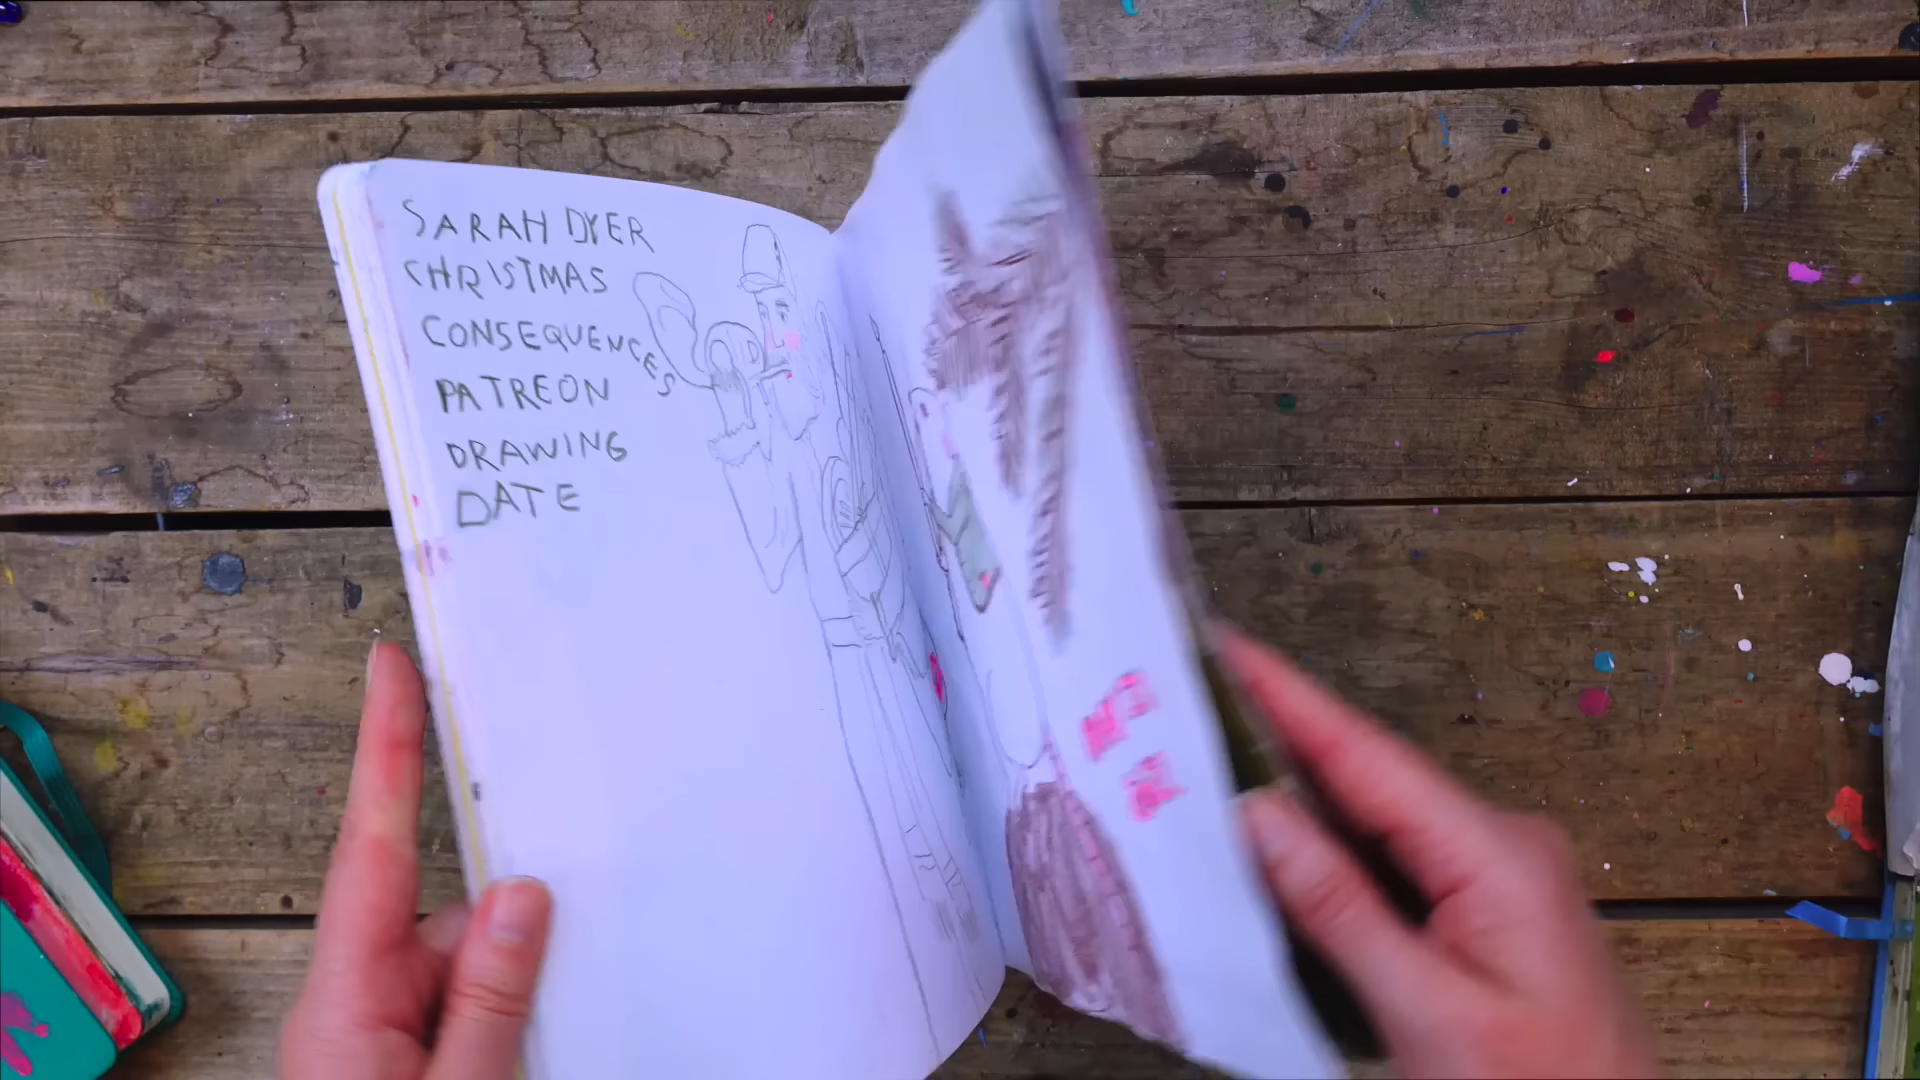 SARAH DYER
CHRISTMAS
CONSEQUENCES
PATREON
DRAWING
DATE